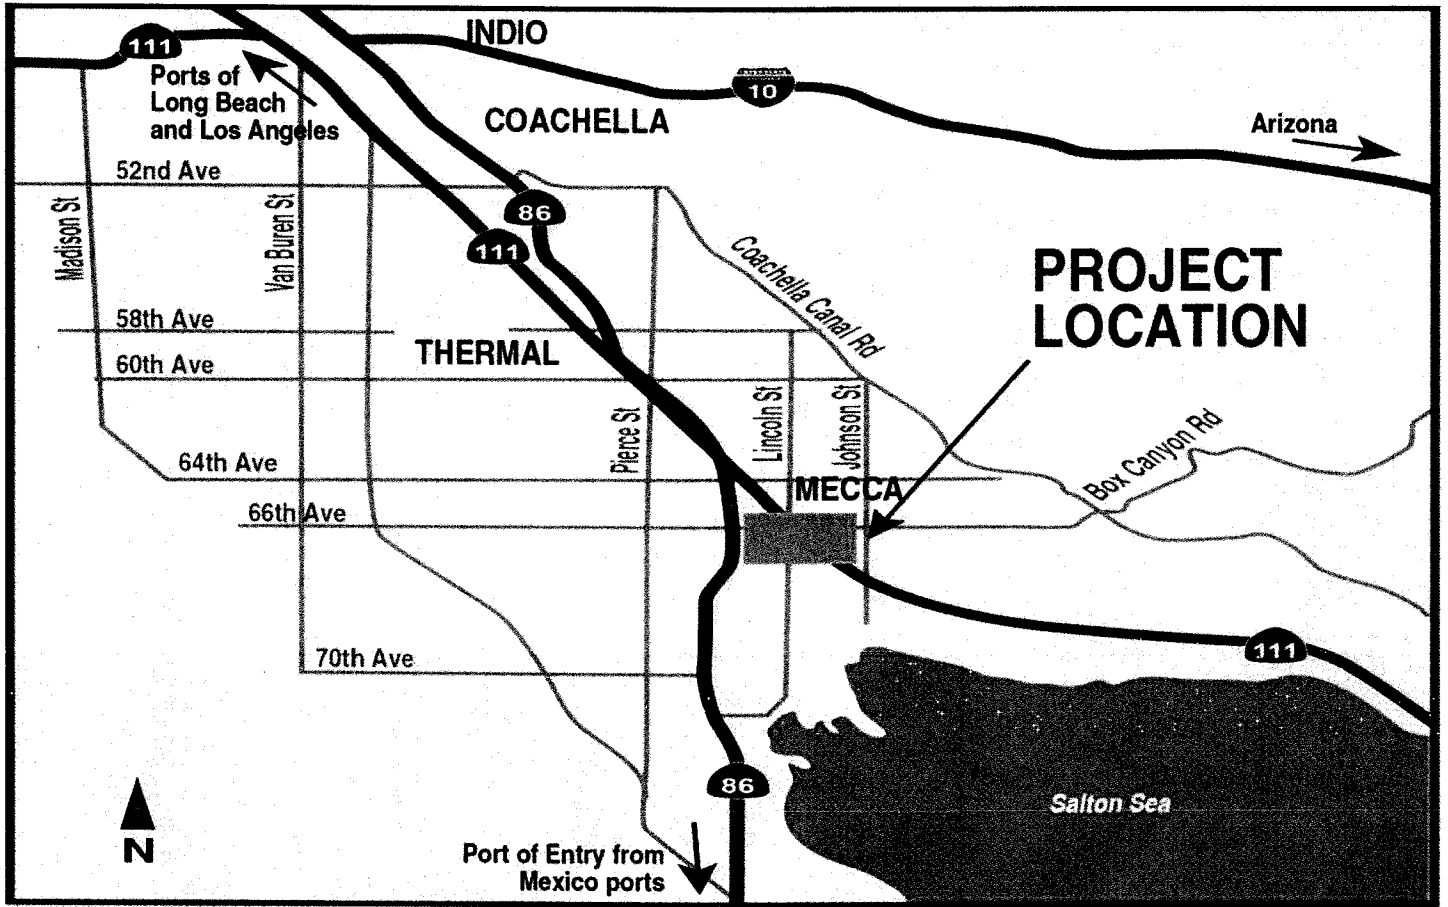 INDIO
111
Ports of
Long Beach
and Los Angeles
10
COACHELLA
Arizona
52nd Ave
Madison St
Van Buren St
86
111
Coachella Canal Rd
PROJECT
LOCATION
58th Ave
THERMAL
60th Ave
Pierce St
Lincoln St
Johnson St
64th Ave
MECCA
Box Canyon Rd
66th Ave
70th Ave
111
86
Salton Sea
N
Port of Entry from
Mexico ports